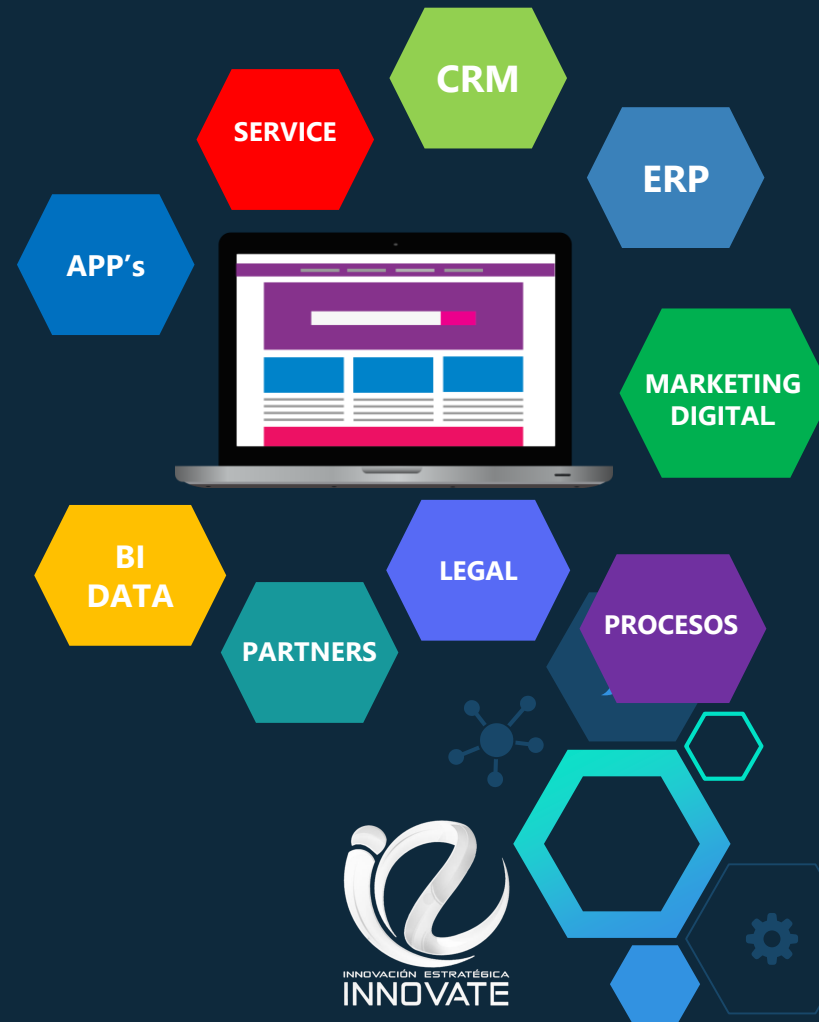 CRM
SERVICE
ERP
APP’s
MARKETING
DIGITAL
BI
DATA
LEGAL
PROCESOS
PARTNERS
INNOVACIÓN ESTRATÉGICA
INNOVATE